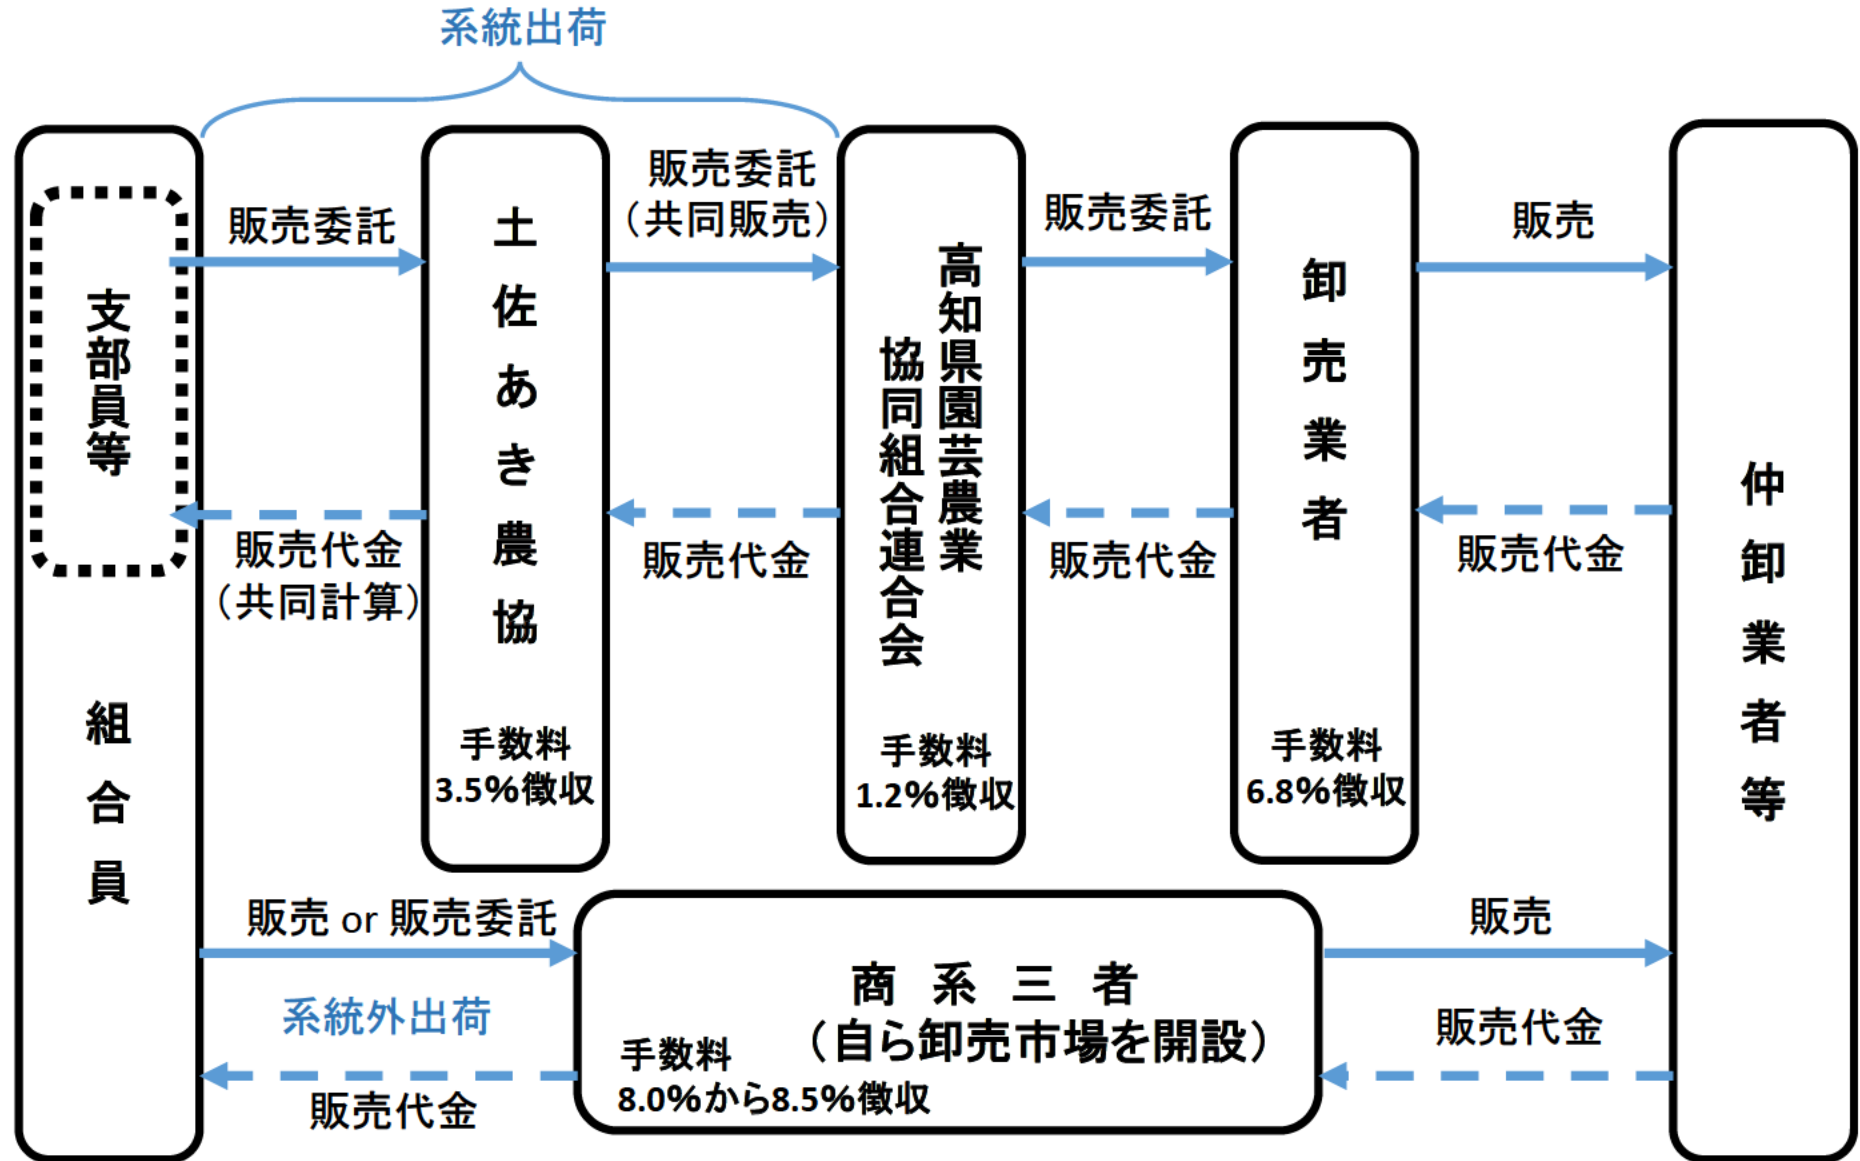 系統出荷
支部員等
組合員
販売委託
販売代金
（共同計算）
土佐あき農協
手数料
3.5%徴収
販売委託
（共同販売）
販売代金
高知県園芸農業
協同組合連合会
手数料
1.2%徴収
販売委託
販売代金
卸売業者
手数料
6.8%徴収
販売
販売代金
仲卸業者等
販売 or 販売委託
系統外出荷
販売代金
商系三者
（自ら卸売市場を開設）
手数料
8.0%から8.5%徴収
販売
販売代金